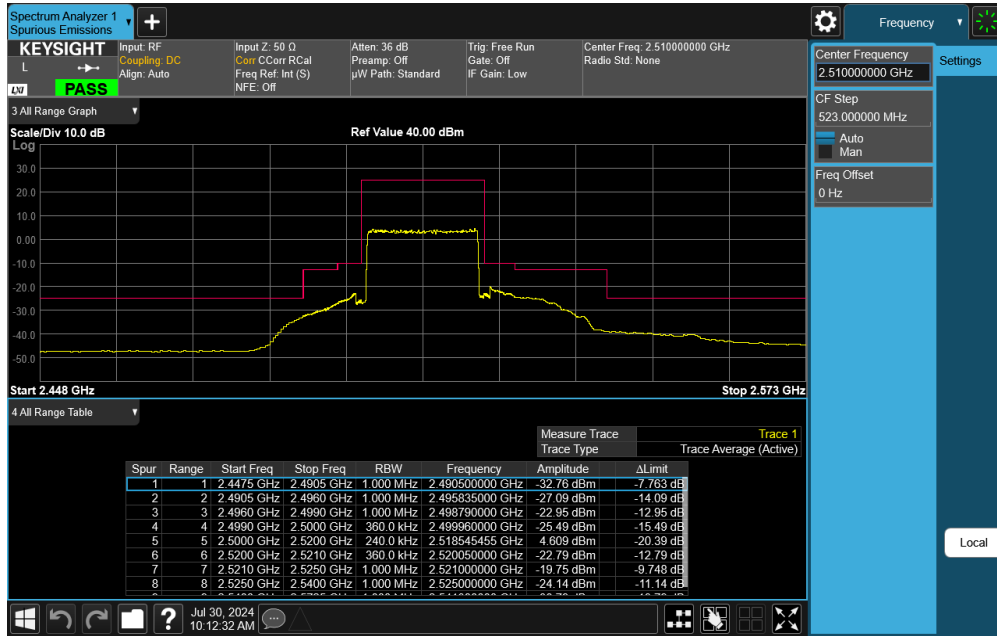 Spectrum Analyzer 1
Spurious Emissions
Frequency
KEYSIGHT
L
LXI
PASS
Input: RF
Coupling: DC
Align: Auto
Input Z: 50 Ω
Corr CCorr RCal
Freq Ref: Int (S)
NFE: Off
Atten: 36 dB
Preamp: Off
µW Path: Standard
Trig: Free Run
Gate: Off
IF Gain: Low
Center Freq: 2.510000000 GHz
Radio Std: None
Center Frequency
2.510000000 GHz
Settings
CF Step
523.000000 MHz
Auto
Man
Freq Offset
0 Hz
3 All Range Graph
Scale/Div 10.0 dB
Ref Value 40.00 dBm
Log
30.0
20.0
10.0
0.00
-10.0
-20.0
-30.0
-40.0
-50.0
Start 2.448 GHz
Stop 2.573 GHz
4 All Range Table
Measure Trace Trace 1
Trace Type Trace Average (Active)
Spur Range Start Freq Stop Freq RBW Frequency Amplitude ΔLimit
1 1 2.4475 GHz 2.4905 GHz 1.000 MHz 2.490500000 GHz -32.76 dBm -7.763 dB
2 2 2.4905 GHz 2.4960 GHz 1.000 MHz 2.495835000 GHz -27.09 dBm -14.09 dB
3 3 2.4960 GHz 2.4990 GHz 1.000 MHz 2.498790000 GHz -22.95 dBm -12.95 dB
4 4 2.4990 GHz 2.5000 GHz 360.0 kHz 2.499960000 GHz -25.49 dBm -15.49 dB
5 5 2.5000 GHz 2.5200 GHz 240.0 kHz 2.518545455 GHz 4.609 dBm -20.39 dB
6 6 2.5200 GHz 2.5210 GHz 360.0 kHz 2.520050000 GHz -22.79 dBm -12.79 dB
7 7 2.5210 GHz 2.5250 GHz 1.000 MHz 2.521000000 GHz -19.75 dBm -9.748 dB
8 8 2.5250 GHz 2.5400 GHz 1.000 MHz 2.525000000 GHz -24.14 dBm -11.14 dB
Local
Jul 30, 2024
10:12:32 AM